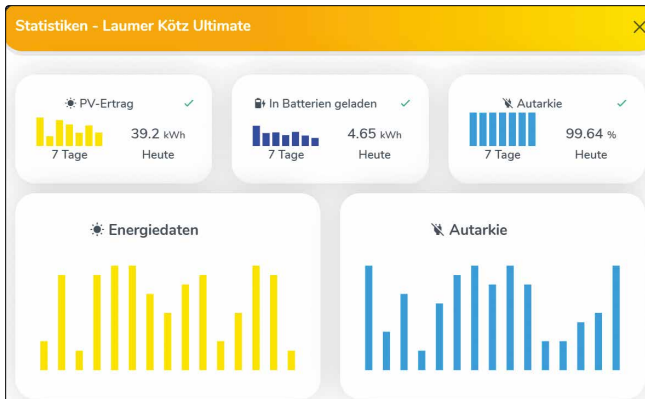 Statistiken - Laumer Kötz Ultimate
PV-Ertrag
39.2 kWh
7 Tage Heute
In Batterien geladen
4.65 kWh
7 Tage Heute
Autarkie
99.64 %
7 Tage Heute
Energiedaten
Autarkie